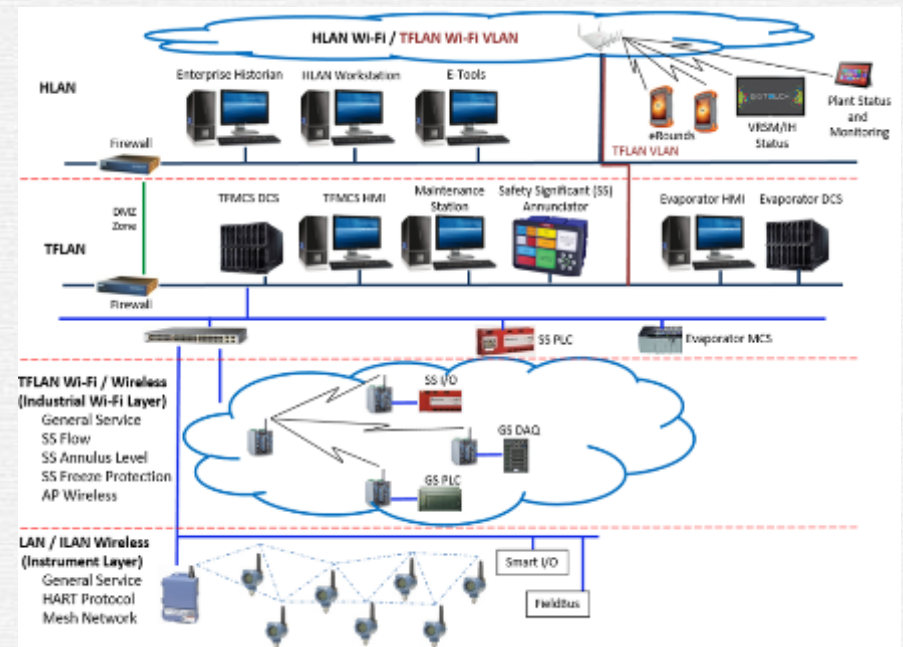 HLAN Wi-Fi / TFLAN Wi-Fi VLAN
Enterprise Historian
HLAN Workstation
E-Tools
HLAN
Firewall
eRounds
VRSM/IH
Status
Plant Status
and
Monitoring
TFLAN VLAN
DMZ
Zone
TFLAN
TFMCS DCS
TFMCS HMI
Maintenance
Station
Safety Significant (SS)
Annunciator
Evaporator HMI
Evaporator DCS
Firewall
SS PLC
Evaporator MCS
TFLAN Wi-Fi / Wireless
(Industrial Wi-Fi Layer)
General Service
SS Flow
SS Annulus Level
SS Freeze Protection
AP Wireless
SS I/O
GS DAQ
GS PLC
LAN / ILAN Wireless
(Instrument Layer)
General Service
HART Protocol
Mesh Network
Smart I/O
FieldBus